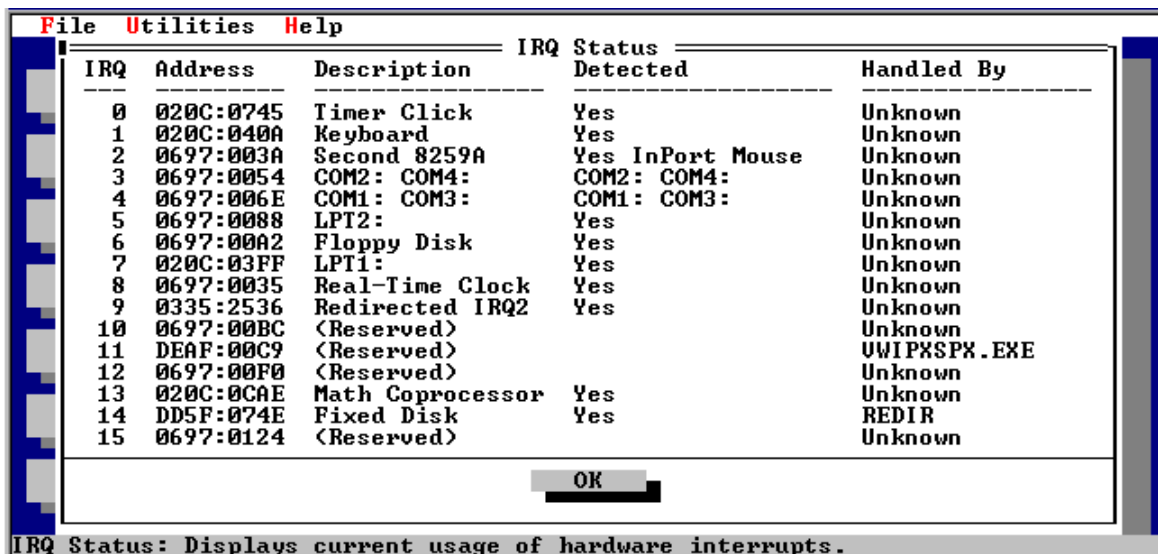 File Utilities Help
IRQ Status
IRQ Address Description Detected Handled By
0 020C:0745 Timer Click Yes Unknown
1 020C:040A Keyboard Yes Unknown
2 0697:003A Second 8259A Yes InPort Mouse Unknown
3 0697:0054 COM2: COM4: COM2: COM4: Unknown
4 0697:006E COM1: COM3: COM1: COM3: Unknown
5 0697:0088 LPT2: Yes Unknown
6 0697:00A2 Floppy Disk Yes Unknown
7 020C:03FF LPT1: Yes Unknown
8 0697:0035 Real-Time Clock Yes Unknown
9 0335:2536 Redirected IRQ2 Yes Unknown
10 0697:00BC (Reserved) Unknown
11 DEAF:00C9 (Reserved) VWIPXSPX.EXE
12 0697:00F0 (Reserved) Unknown
13 020C:0CAE Math Coprocessor Yes Unknown
14 DD5F:074E Fixed Disk Yes REDIR
15 0697:0124 (Reserved) Unknown
OK
IRQ Status: Displays current usage of hardware interrupts.